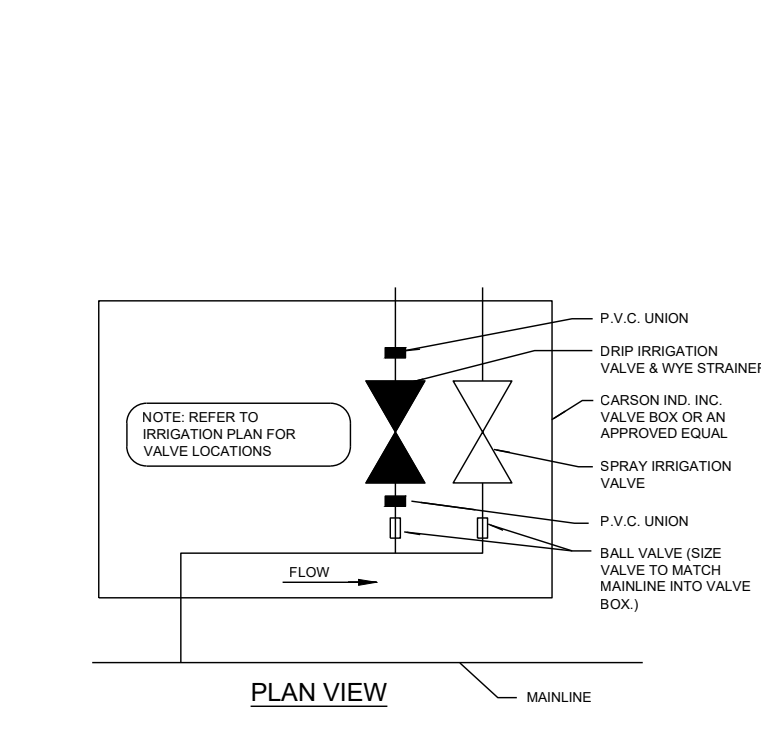 P.V.C. UNION
DRIP IRRIGATION
VALVE & WYE STRAINER
CARSON IND. INC.
VALVE BOX OR AN
APPROVED EQUAL
NOTE: REFER TO
IRRIGATION PLAN FOR
VALVE LOCATIONS
SPRAY IRRIGATION
VALVE
P.V.C. UNION
BALL VALVE (SIZE
VALVE TO MATCH
MAINLINE INTO VALVE
BOX.)
FLOW
PLAN VIEW
MAINLINE